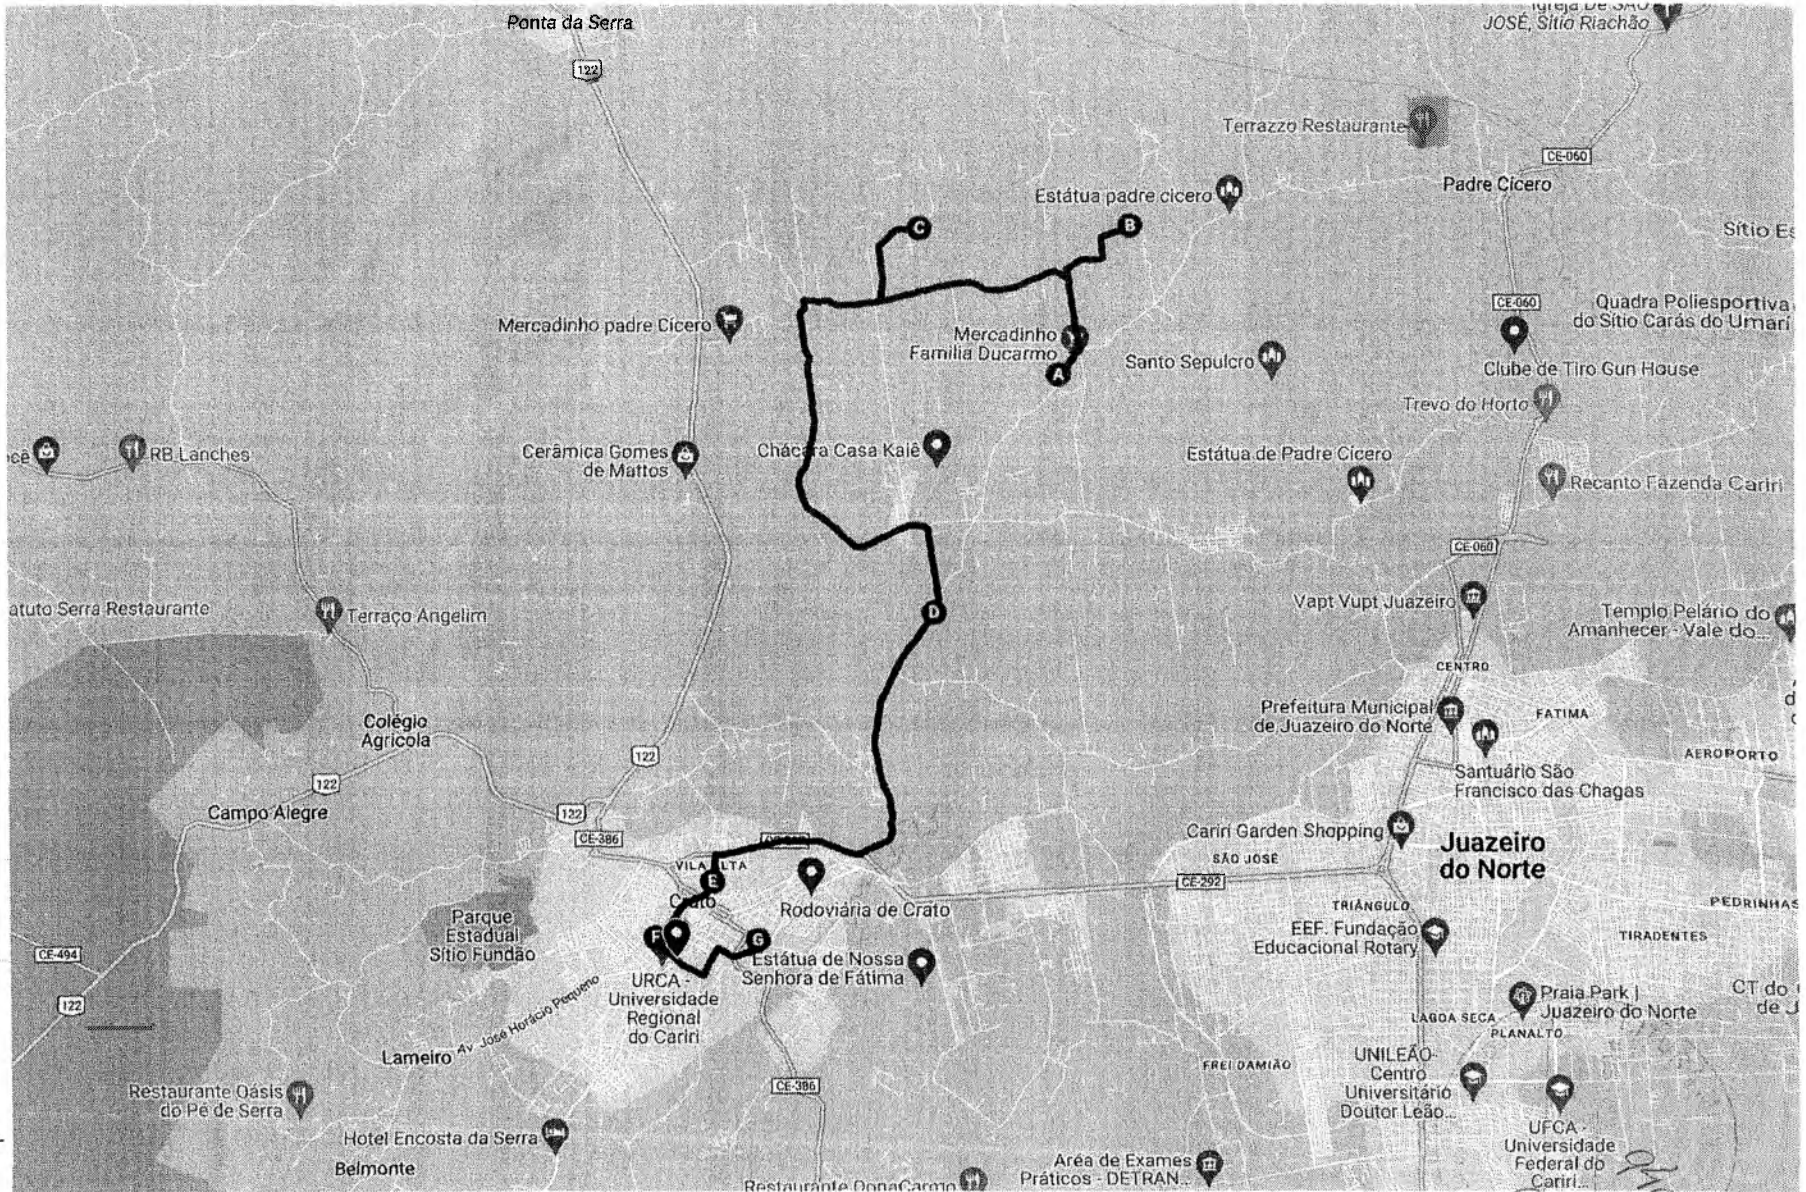 Ponta da Serra
JOSÉ, Sítio Riachão
122
Terrazzo Restaurante
CE-060
Padre Cícero
Estátua padre cicero
C
B
Sítio
CE-060
Quadra Poliesportiva
do Sítio Carás do Umarí
Mercadinho padre Cícero
Mercadinho
Familia Ducarmo
A
Santo Sepulcro
Clube de Tiro Gun House
Trevo do Horto
RB Lanches
Cerâmica Gomes
de Mattos
Chácara Casa Kaiê
Estátua de Padre Cícero
Recanto Fazenda Cariri
CE-060
Serra Restaurante
Terraço Angelim
D
Vapt Vupt Juazeiro
Templo Pelário do
Amanhecer - Vale do...
CENTRO
Prefeitura Municipal
de Juazeiro do Norte
FATIMA
Colégio
Agrícola
122
AEROPORTO
Santuário São
Francisco das Chagas
122
Campo Alegre
122
CE-386
Cariri Garden Shopping
Juazeiro
do Norte
SÃO JOSÉ
VILA ALTA
E
CE-292
Crato
Rodoviária de Crato
TRIÂNGULO
PEDRINHAS
Parque
Estadual
Sítio Fundão
F
G
EEF. Fundação
Educacional Rotary
TIRADENTES
CE-494
Estátua de Nossa
Senhora de Fátima
URCA -
Universidade
Regional
do Cariri
122
Praia Park |
Juazeiro do Norte
CT do
de
LAGOA SECA
PLANALTO
Av. José Horácio Pequeno
Lameiro
FREI DAMIÃO
UNILEÃO-
Centro
Universitário
Doutor Leão...
CE-386
Restaurante Oásis
do Pé de Serra
Hotel Encosta da Serra
UFCA -
Universidade
Federal do
Cariri...
Belmonte
Área de Exames
Práticos - DETRAN...
Restaurante DonaCarmo